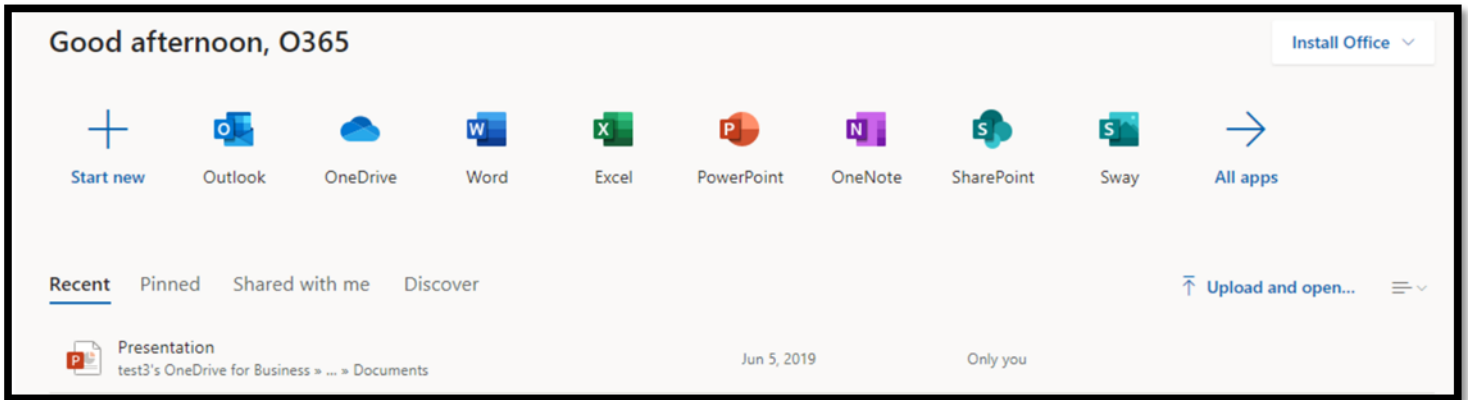 Good afternoon, O365
Install Office
Start new
Outlook
OneDrive
Word
Excel
PowerPoint
OneNote
SharePoint
Sway
All apps
Recent
Pinned
Shared with me
Discover
Upload and open...
Presentation
test3's OneDrive for Business » ... » Documents
Jun 5, 2019
Only you